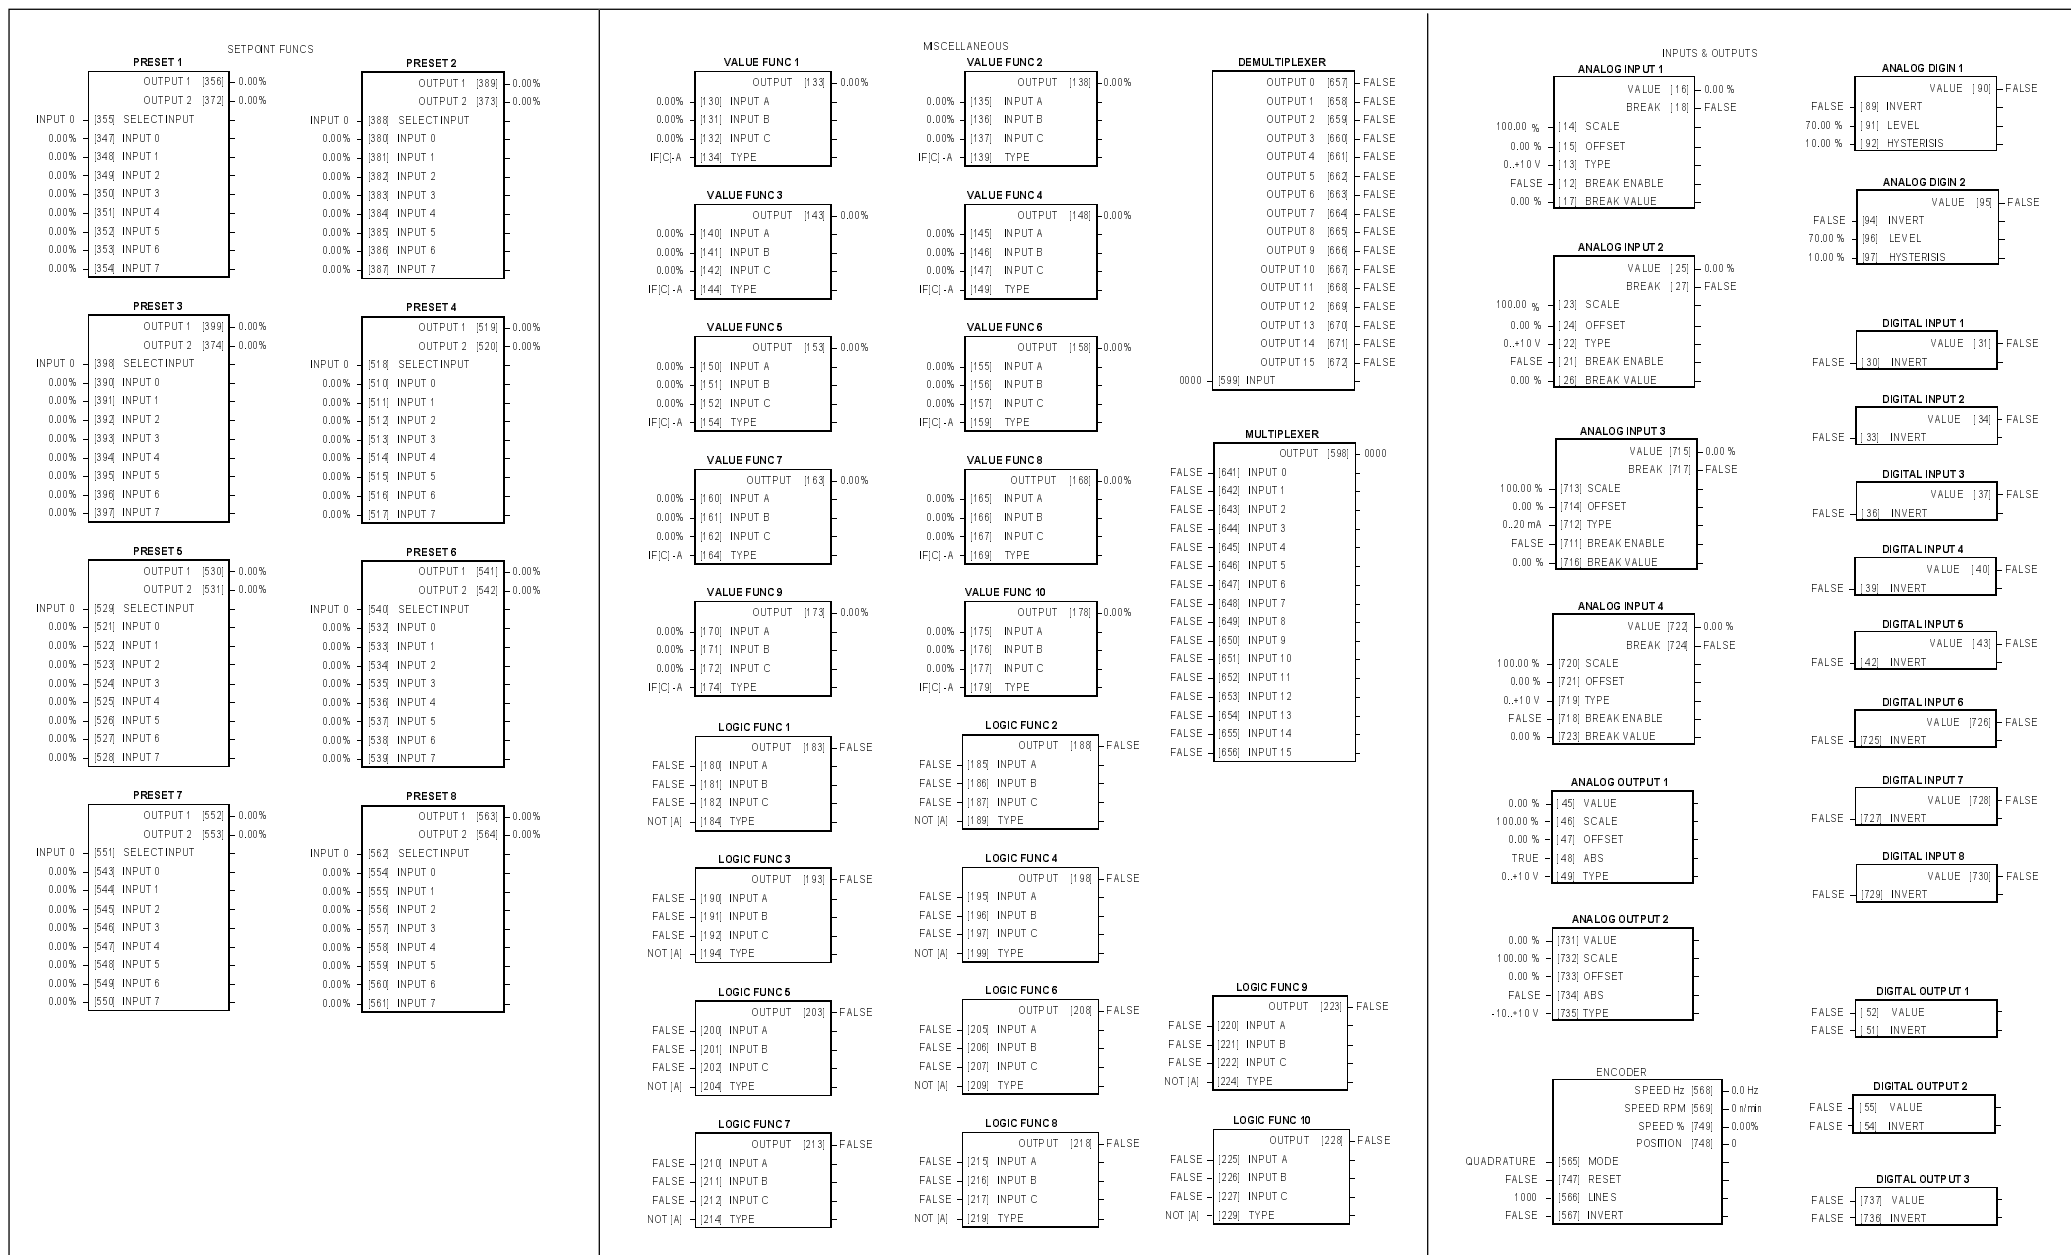 SETPOINT FUNCS
PRESET 1
OUTPUT 1 [356] 0.00%
OUTPUT 2 [372] 0.00%
INPUT 0 [355] SELECT INPUT
0.00% [347] INPUT 0
0.00% [348] INPUT 1
0.00% [349] INPUT 2
0.00% [350] INPUT 3
0.00% [351] INPUT 4
0.00% [352] INPUT 5
0.00% [353] INPUT 6
0.00% [354] INPUT 7
PRESET 2
OUTPUT 1 [389] 0.00%
OUTPUT 2 [373] 0.00%
INPUT 0 [388] SELECT INPUT
0.00% [380] INPUT 0
0.00% [381] INPUT 1
0.00% [382] INPUT 2
0.00% [383] INPUT 3
0.00% [384] INPUT 4
0.00% [385] INPUT 5
0.00% [386] INPUT 6
0.00% [387] INPUT 7
PRESET 3
OUTPUT 1 [399] 0.00%
OUTPUT 2 [374] 0.00%
INPUT 0 [398] SELECT INPUT
0.00% [390] INPUT 0
0.00% [391] INPUT 1
0.00% [392] INPUT 2
0.00% [393] INPUT 3
0.00% [394] INPUT 4
0.00% [395] INPUT 5
0.00% [396] INPUT 6
0.00% [397] INPUT 7
PRESET 4
OUTPUT 1 [519] 0.00%
OUTPUT 2 [520] 0.00%
INPUT 0 [518] SELECT INPUT
0.00% [510] INPUT 0
0.00% [511] INPUT 1
0.00% [512] INPUT 2
0.00% [513] INPUT 3
0.00% [514] INPUT 4
0.00% [515] INPUT 5
0.00% [516] INPUT 6
0.00% [517] INPUT 7
PRESET 5
OUTPUT 1 [530] 0.00%
OUTPUT 2 [531] 0.00%
INPUT 0 [529] SELECT INPUT
0.00% [521] INPUT 0
0.00% [522] INPUT 1
0.00% [523] INPUT 2
0.00% [524] INPUT 3
0.00% [525] INPUT 4
0.00% [526] INPUT 5
0.00% [527] INPUT 6
0.00% [528] INPUT 7
PRESET 6
OUTPUT 1 [541] 0.00%
OUTPUT 2 [542] 0.00%
INPUT 0 [540] SELECT INPUT
0.00% [532] INPUT 0
0.00% [533] INPUT 1
0.00% [534] INPUT 2
0.00% [535] INPUT 3
0.00% [536] INPUT 4
0.00% [537] INPUT 5
0.00% [538] INPUT 6
0.00% [539] INPUT 7
PRESET 7
OUTPUT 1 [552] 0.00%
OUTPUT 2 [553] 0.00%
INPUT 0 [551] SELECT INPUT
0.00% [543] INPUT 0
0.00% [544] INPUT 1
0.00% [545] INPUT 2
0.00% [546] INPUT 3
0.00% [547] INPUT 4
0.00% [548] INPUT 5
0.00% [549] INPUT 6
0.00% [550] INPUT 7
PRESET 8
OUTPUT 1 [563] 0.00%
OUTPUT 2 [564] 0.00%
INPUT 0 [562] SELECT INPUT
0.00% [554] INPUT 0
0.00% [555] INPUT 1
0.00% [556] INPUT 2
0.00% [557] INPUT 3
0.00% [558] INPUT 4
0.00% [559] INPUT 5
0.00% [560] INPUT 6
0.00% [561] INPUT 7
MISCELLANEOUS
VALUE FUNC 1
OUTPUT [133] 0.00%
0.00% [130] INPUT A
0.00% [131] INPUT B
0.00% [132] INPUT C
IF(C) -A [134] TYPE
VALUE FUNC 2
OUTPUT [138] 0.00%
0.00% [135] INPUT A
0.00% [136] INPUT B
0.00% [137] INPUT C
IF(C) -A [139] TYPE
VALUE FUNC 3
OUTPUT [143] 0.00%
0.00% [140] INPUT A
0.00% [141] INPUT B
0.00% [142] INPUT C
IF(C) -A [144] TYPE
VALUE FUNC 4
OUTPUT [148] 0.00%
0.00% [145] INPUT A
0.00% [146] INPUT B
0.00% [147] INPUT C
IF(C) -A [149] TYPE
VALUE FUNC 5
OUTPUT [153] 0.00%
0.00% [150] INPUT A
0.00% [151] INPUT B
0.00% [152] INPUT C
IF(C) -A [154] TYPE
VALUE FUNC 6
OUTPUT [158] 0.00%
0.00% [155] INPUT A
0.00% [156] INPUT B
0.00% [157] INPUT C
IF(C) -A [159] TYPE
VALUE FUNC 7
OUTTPUT [163] 0.00%
0.00% [160] INPUT A
0.00% [161] INPUT B
0.00% [162] INPUT C
IF(C) -A [164] TYPE
VALUE FUNC 8
OUTTPUT [168] 0.00%
0.00% [165] INPUT A
0.00% [166] INPUT B
0.00% [167] INPUT C
IF(C) -A [169] TYPE
VALUE FUNC 9
OUTPUT [173] 0.00%
0.00% [170] INPUT A
0.00% [171] INPUT B
0.00% [172] INPUT C
IF(C) -A [174] TYPE
VALUE FUNC 10
OUTPUT [178] 0.00%
0.00% [175] INPUT A
0.00% [176] INPUT B
0.00% [177] INPUT C
IF(C) -A [179] TYPE
LOGIC FUNC 1
OUTPUT [183] FALSE
FALSE [180] INPUT A
FALSE [181] INPUT B
FALSE [182] INPUT C
NOT (A) [184] TYPE
LOGIC FUNC 2
OUTPUT [188] FALSE
FALSE [185] INPUT A
FALSE [186] INPUT B
FALSE [187] INPUT C
NOT (A) [189] TYPE
LOGIC FUNC 3
OUTPUT [193] FALSE
FALSE [190] INPUT A
FALSE [191] INPUT B
FALSE [192] INPUT C
NOT (A) [194] TYPE
LOGIC FUNC 4
OUTPUT [198] FALSE
FALSE [195] INPUT A
FALSE [196] INPUT B
FALSE [197] INPUT C
NOT (A) [199] TYPE
LOGIC FUNC 5
OUTPUT [203] FALSE
FALSE [200] INPUT A
FALSE [201] INPUT B
FALSE [202] INPUT C
NOT (A) [204] TYPE
LOGIC FUNC 6
OUTPUT [208] FALSE
FALSE [205] INPUT A
FALSE [206] INPUT B
FALSE [207] INPUT C
NOT (A) [209] TYPE
LOGIC FUNC 7
OUTPUT [213] FALSE
FALSE [210] INPUT A
FALSE [211] INPUT B
FALSE [212] INPUT C
NOT (A) [214] TYPE
LOGIC FUNC 8
OUTPUT [218] FALSE
FALSE [215] INPUT A
FALSE [216] INPUT B
FALSE [217] INPUT C
NOT (A) [219] TYPE
DEMULTIPLEXER
OUTPUT 0 [657] FALSE
OUTPUT 1 [658] FALSE
OUTPUT 2 [659] FALSE
OUTPUT 3 [660] FALSE
OUTPUT 4 [661] FALSE
OUTPUT 5 [662] FALSE
OUTPUT 6 [663] FALSE
OUTPUT 7 [664] FALSE
OUTPUT 8 [665] FALSE
OUTPUT 9 [666] FALSE
OUTPUT 10 [667] FALSE
OUTPUT 11 [668] FALSE
OUTPUT 12 [669] FALSE
OUTPUT 13 [670] FALSE
OUTPUT 14 [671] FALSE
OUTPUT 15 [672] FALSE
0000 [599] INPUT
MULTIPLEXER
OUTPUT [598] 0000
FALSE [641] INPUT 0
FALSE [642] INPUT 1
FALSE [643] INPUT 2
FALSE [644] INPUT 3
FALSE [645] INPUT 4
FALSE [646] INPUT 5
FALSE [647] INPUT 6
FALSE [648] INPUT 7
FALSE [649] INPUT 8
FALSE [650] INPUT 9
FALSE [651] INPUT 10
FALSE [652] INPUT 11
FALSE [653] INPUT 12
FALSE [654] INPUT 13
FALSE [655] INPUT 14
FALSE [656] INPUT 15
LOGIC FUNC 9
OUTPUT [223] FALSE
FALSE [220] INPUT A
FALSE [221] INPUT B
FALSE [222] INPUT C
NOT (A) [224] TYPE
LOGIC FUNC 10
OUTPUT [228] FALSE
FALSE [225] INPUT A
FALSE [226] INPUT B
FALSE [227] INPUT C
NOT (A) [229] TYPE
INPUTS & OUTPUTS
ANALOG INPUT 1
VALUE [ 16] 0.00 %
BREAK [ 18] FALSE
100.00 % [ 14] SCALE
0.00 % [ 15] OFFSET
0..+10 V [ 13] TYPE
FALSE [ 12] BREAK ENABLE
0.00 % [ 17] BREAK VALUE
ANALOG INPUT 2
VALUE [ 25] 0.00 %
BREAK [ 27] FALSE
100.00 % [ 23] SCALE
0.00 % [ 24] OFFSET
0..+10 V [ 22] TYPE
FALSE [ 21] BREAK ENABLE
0.00 % [ 26] BREAK VALUE
ANALOG INPUT 3
VALUE [715] 0.00 %
BREAK [717] FALSE
100.00 % [713] SCALE
0.00 % [714] OFFSET
0..20 mA [712] TYPE
FALSE [711] BREAK ENABLE
0.00 % [716] BREAK VALUE
ANALOG INPUT 4
VALUE [722] 0.00 %
BREAK [724] FALSE
100.00 % [720] SCALE
0.00 % [721] OFFSET
0..+10 V [719] TYPE
FALSE [718] BREAK ENABLE
0.00 % [723] BREAK VALUE
ANALOG OUTPUT 1
0.00 % [ 45] VALUE
100.00 % [ 46] SCALE
0.00 % [ 47] OFFSET
TRUE [ 48] ABS
0..+10 V [ 49] TYPE
ANALOG OUTPUT 2
0.00 % [731] VALUE
100.00 % [732] SCALE
0.00 % [733] OFFSET
FALSE [734] ABS
-10..+10 V [735] TYPE
ENCODER
SPEED Hz [568] 0.0 Hz
SPEED RPM [569] 0 n/min
SPEED % [749] 0.00%
POSITION [748] 0
QUADRATURE [565] MODE
FALSE [747] RESET
1000 [566] LINES
FALSE [567] INVERT
ANALOG DIGIN 1
VALUE [ 90] FALSE
FALSE [ 89] INVERT
70.00 % [ 91] LEVEL
10.00 % [ 92] HYSTERISIS
ANALOG DIGIN 2
VALUE [ 95] FALSE
FALSE [94] INVERT
70.00 % [96] LEVEL
10.00 % [97] HYSTERISIS
DIGITAL INPUT 1
VALUE [ 31] FALSE
FALSE [ 30] INVERT
DIGITAL INPUT 2
VALUE [ 34] FALSE
FALSE [ 33] INVERT
DIGITAL INPUT 3
VALUE [ 37] FALSE
FALSE [ 36] INVERT
DIGITAL INPUT 4
VALUE [ 40] FALSE
FALSE [ 39] INVERT
DIGITAL INPUT 5
VALUE [ 43] FALSE
FALSE [ 42] INVERT
DIGITAL INPUT 6
VALUE [726] FALSE
FALSE [725] INVERT
DIGITAL INPUT 7
VALUE [728] FALSE
FALSE [727] INVERT
DIGITAL INPUT 8
VALUE [730] FALSE
FALSE [729] INVERT
DIGITAL OUTPUT 1
FALSE [ 52] VALUE
FALSE [ 51] INVERT
DIGITAL OUTPUT 2
FALSE [ 55] VALUE
FALSE [ 54] INVERT
DIGITAL OUTPUT 3
FALSE [737] VALUE
FALSE [736] INVERT